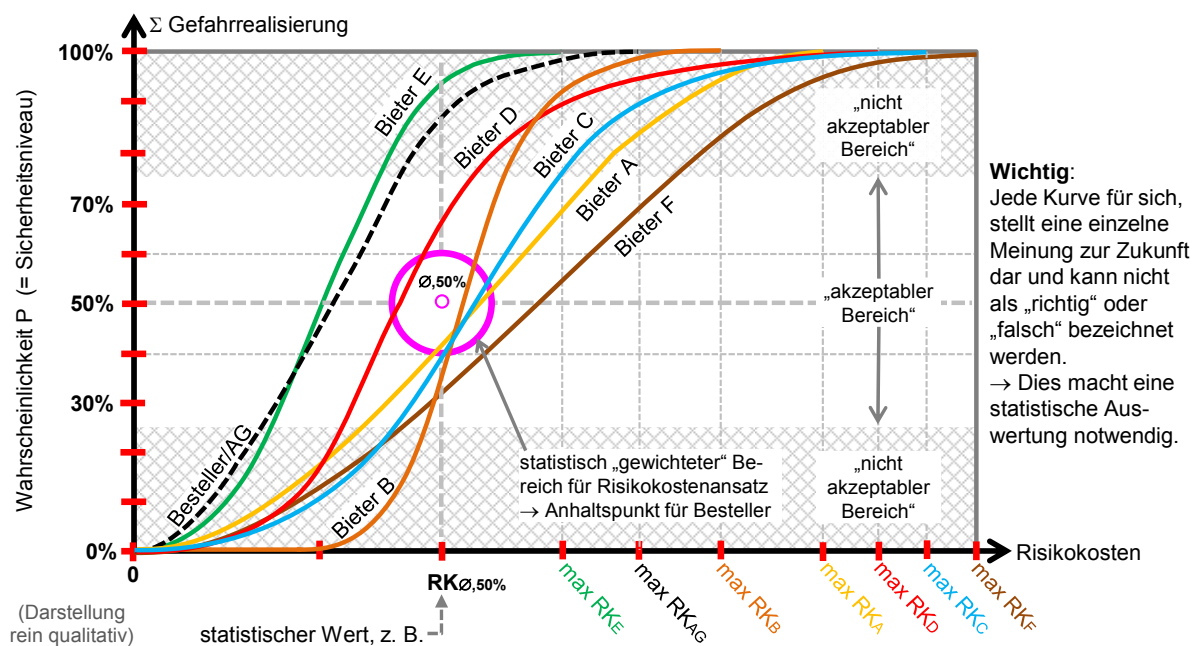 Σ Gefahrrealisierung
Wahrscheinlichkeit P (= Sicherheitsniveau)
100%
70%
50%
30%
0%
0
Bieter E
Bieter D
Bieter C
Bieter A
Bieter F
Bieter B
Besteller/AG
Ø,50%
„nicht
akzeptabler
Bereich“
„akzeptabler
Bereich“
„nicht
akzeptabler
Bereich“
statistisch „gewichteter“ Be-
reich für Risikokostenansatz
→ Anhaltspunkt für Besteller
Wichtig:
Jede Kurve für sich,
stellt eine einzelne
Meinung zur Zukunft
dar und kann nicht
als „richtig“ oder
„falsch“ bezeichnet
werden.
→ Dies macht eine
statistische Aus-
wertung notwendig.
Risikokosten
RKØ,50%
max RKE
max RKAG
max RKB
max RKA
max RKD
max RKC
max RKF
(Darstellung
rein qualitativ)
statistischer Wert, z. B.